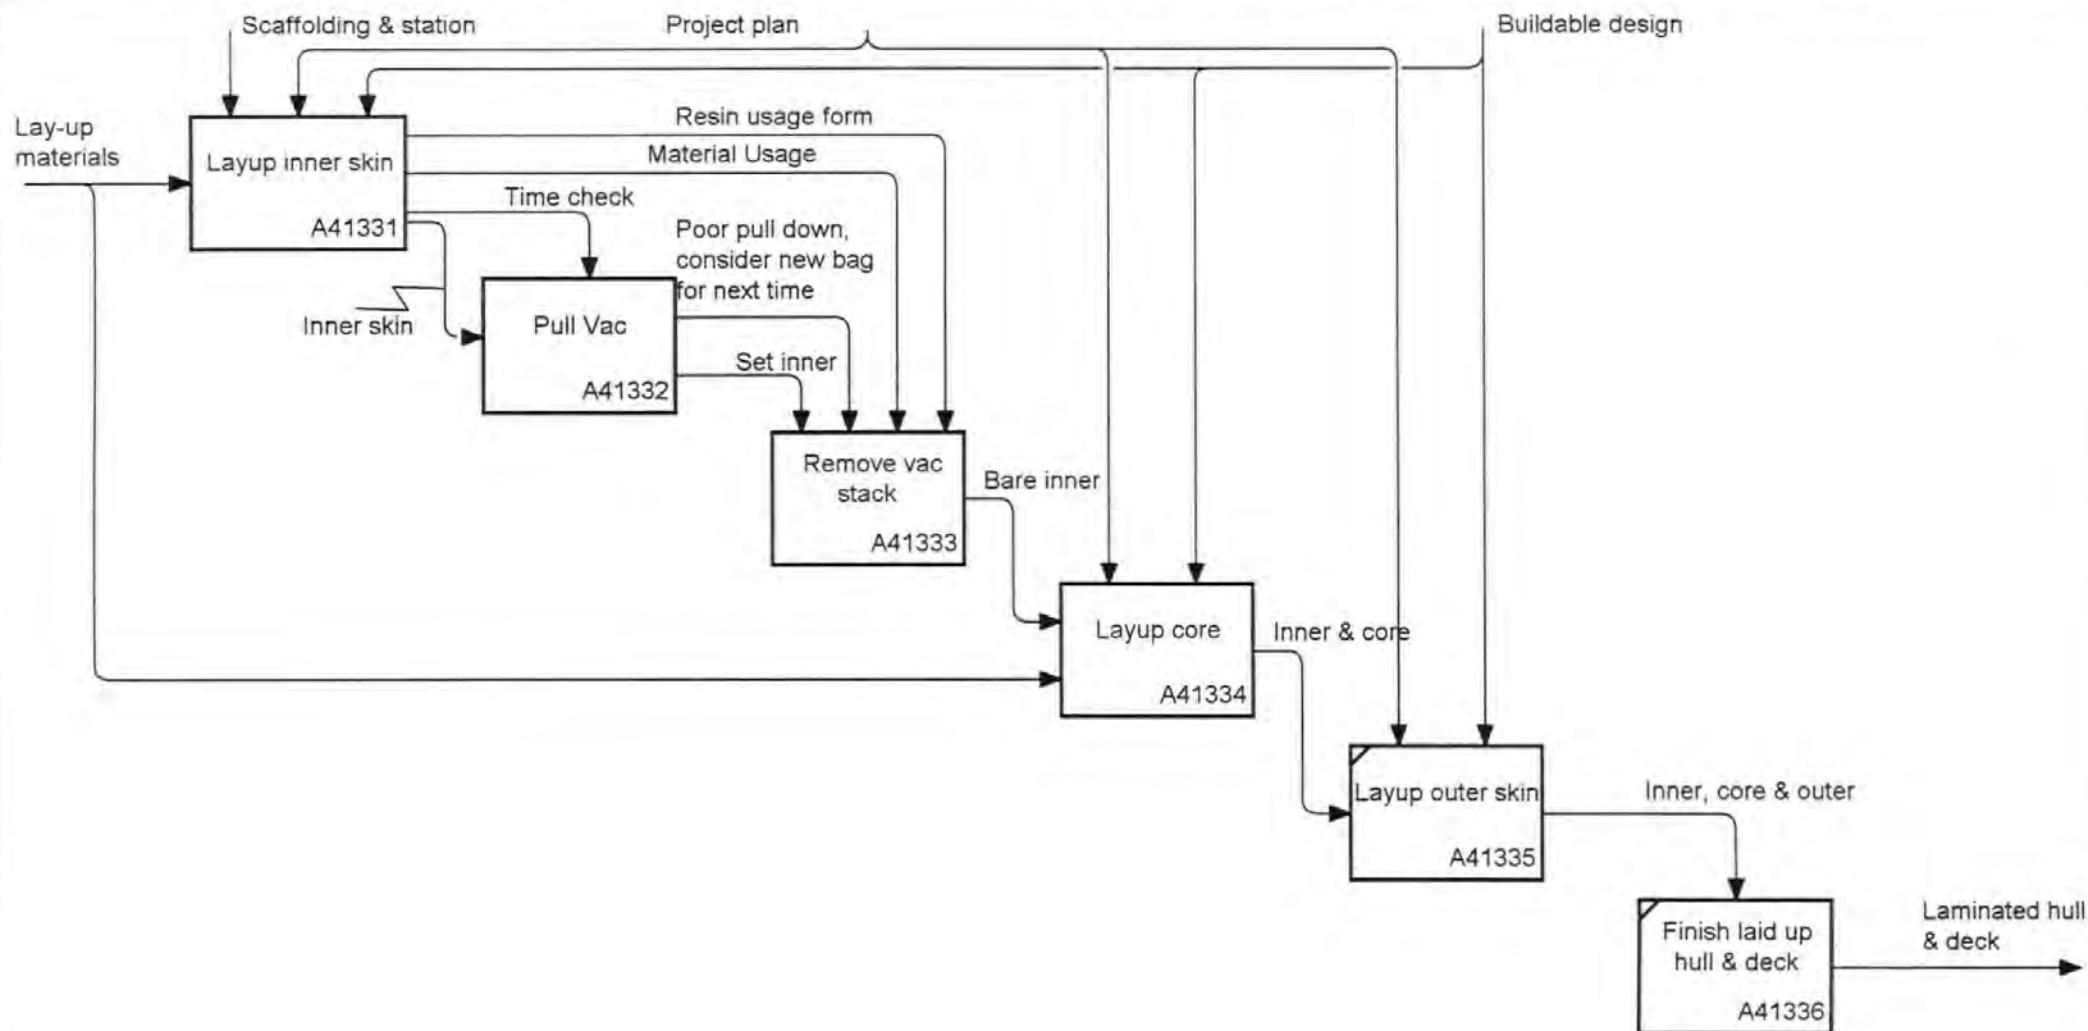 Scaffolding & station
Project plan
Buildable design
Lay-up
materials
Layup inner skin
A41331
Resin usage form
Material Usage
Time check
Poor pull down,
consider new bag
for next time
Inner skin
Pull Vac
A41332
Set inner
Remove vac
stack
A41333
Bare inner
Layup core
A41334
Inner & core
Layup outer skin
A41335
Inner, core & outer
Finish laid up
hull & deck
A41336
Laminated hull
& deck